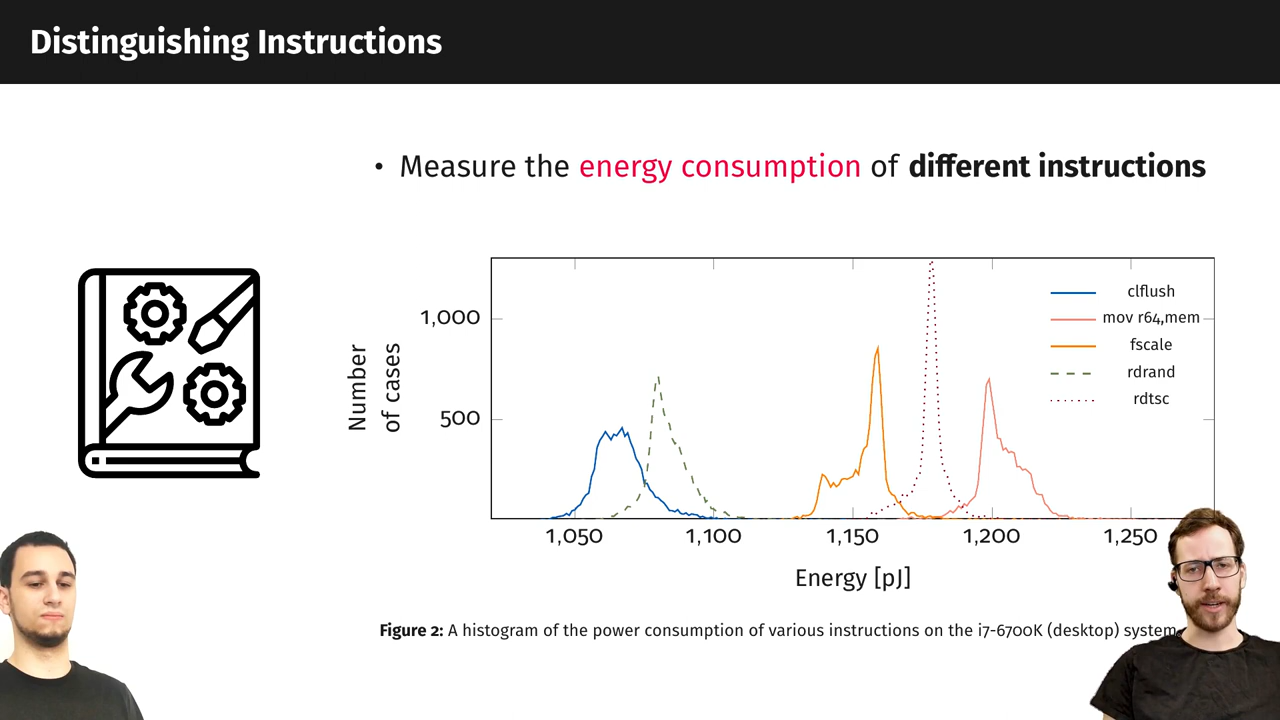 Distinguishing Instructions
• Measure the energy consumption of different instructions
Number
of cases
1,000
500
clflush
mov r64,mem
fscale
rdrand
rdtsc
1,050 1,100 1,150 1,200 1,250
Energy [pJ]
Figure 2: A histogram of the power consumption of various instructions on the i7-6700K (desktop) system.